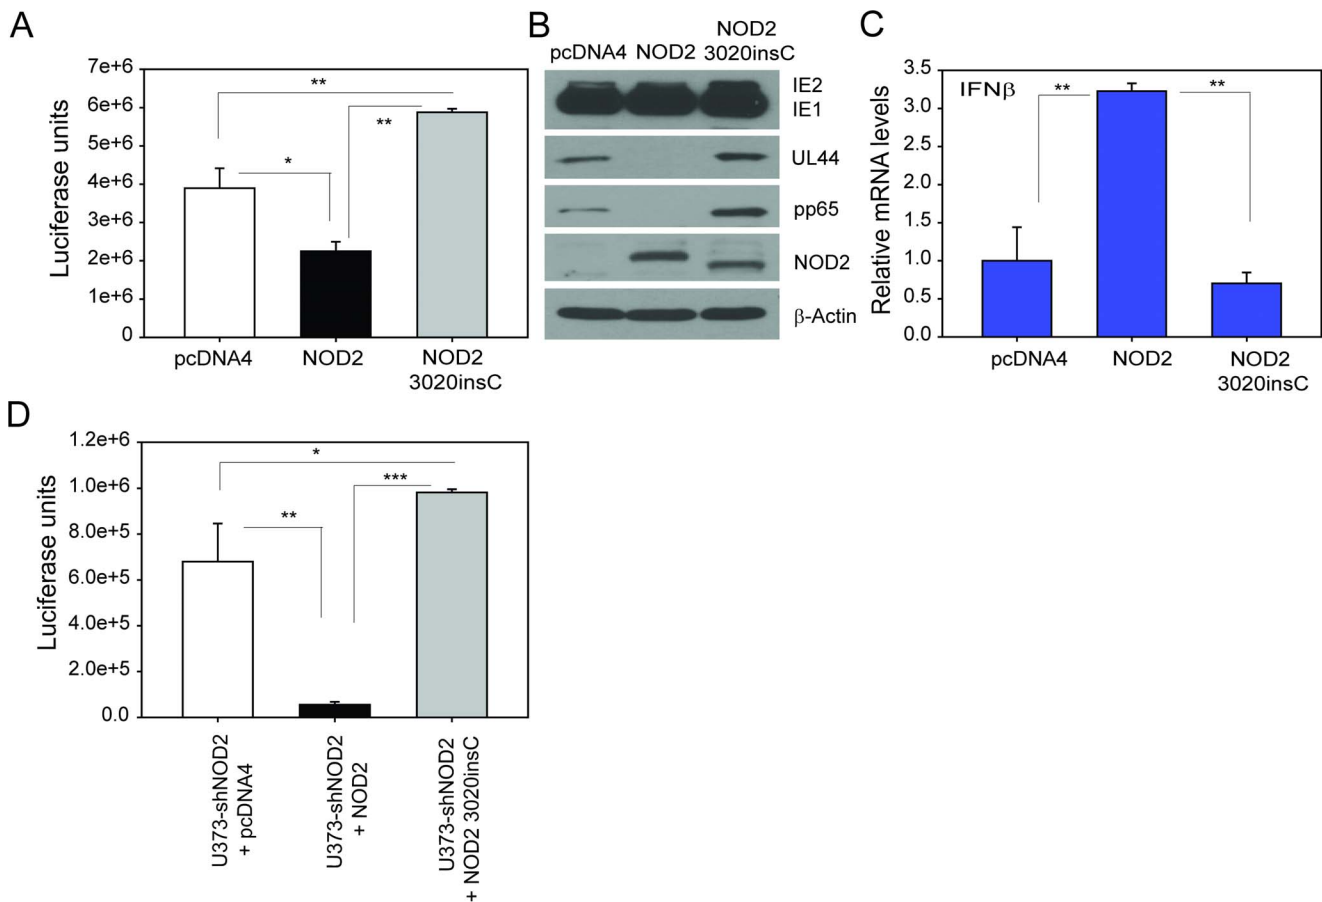 A
7e+6
6e+6
5e+6
4e+6
3e+6
2e+6
1e+6
0
Luciferase units
**
**
*
pcDNA4
NOD2
NOD2
3020insC
B
pcDNA4 NOD2 NOD2
3020insC
IE2
IE1
UL44
pp65
NOD2
β-Actin
C
3.5
3.0
2.5
2.0
1.5
1.0
0.5
0.0
Relative mRNA levels
IFNβ
**
**
pcDNA4
NOD2
NOD2
3020insC
D
1.2e+6
1.0e+6
8.0e+5
6.0e+5
4.0e+5
2.0e+5
0.0
Luciferase units
*
***
**
U373-shNOD2
+ pcDNA4
U373-shNOD2
+ NOD2
U373-shNOD2
+ NOD2 3020insC